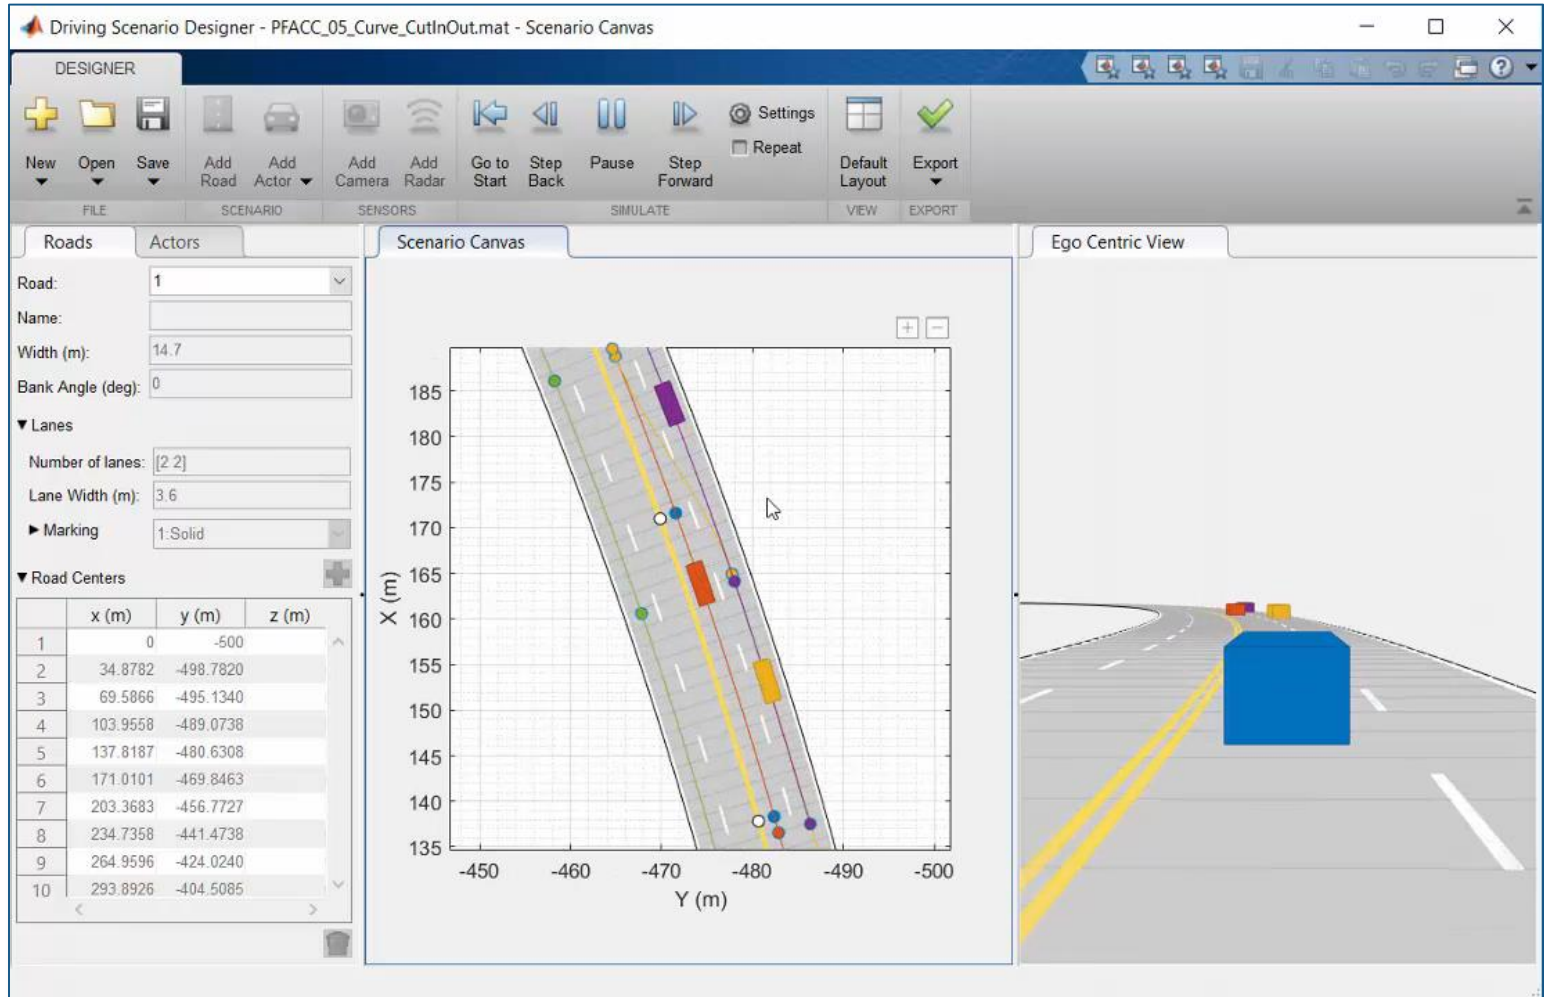 Driving Scenario Designer - PFACC_05_Curve_CutInOut.mat - Scenario Canvas
DESIGNER
New
Open
Save
Add Road
Add Actor
Add Camera
Add Radar
Go to Start
Step Back
Pause
Step Forward
Settings
Repeat
Default Layout
Export
FILE
SCENARIO
SENSORS
SIMULATE
VIEW
EXPORT
Roads
Actors
Road: 1
Name:
Width (m): 14.7
Bank Angle (deg): 0
Lanes
Number of lanes: [2 2]
Lane Width (m): 3.6
Marking 1:Solid
Road Centers
x (m) y (m) z (m)
1 0 -500
2 34.8782 -498.7820
3 69.5866 -495.1340
4 103.9558 -489.0738
5 137.8187 -480.6308
6 171.0101 -469.8463
7 203.3683 -456.7727
8 234.7358 -441.4738
9 264.9596 -424.0240
10 293.8926 -404.5085
Scenario Canvas
185
180
175
170
165
160
155
150
145
140
135
X (m)
-450 -460 -470 -480 -490 -500
Y (m)
Ego Centric View